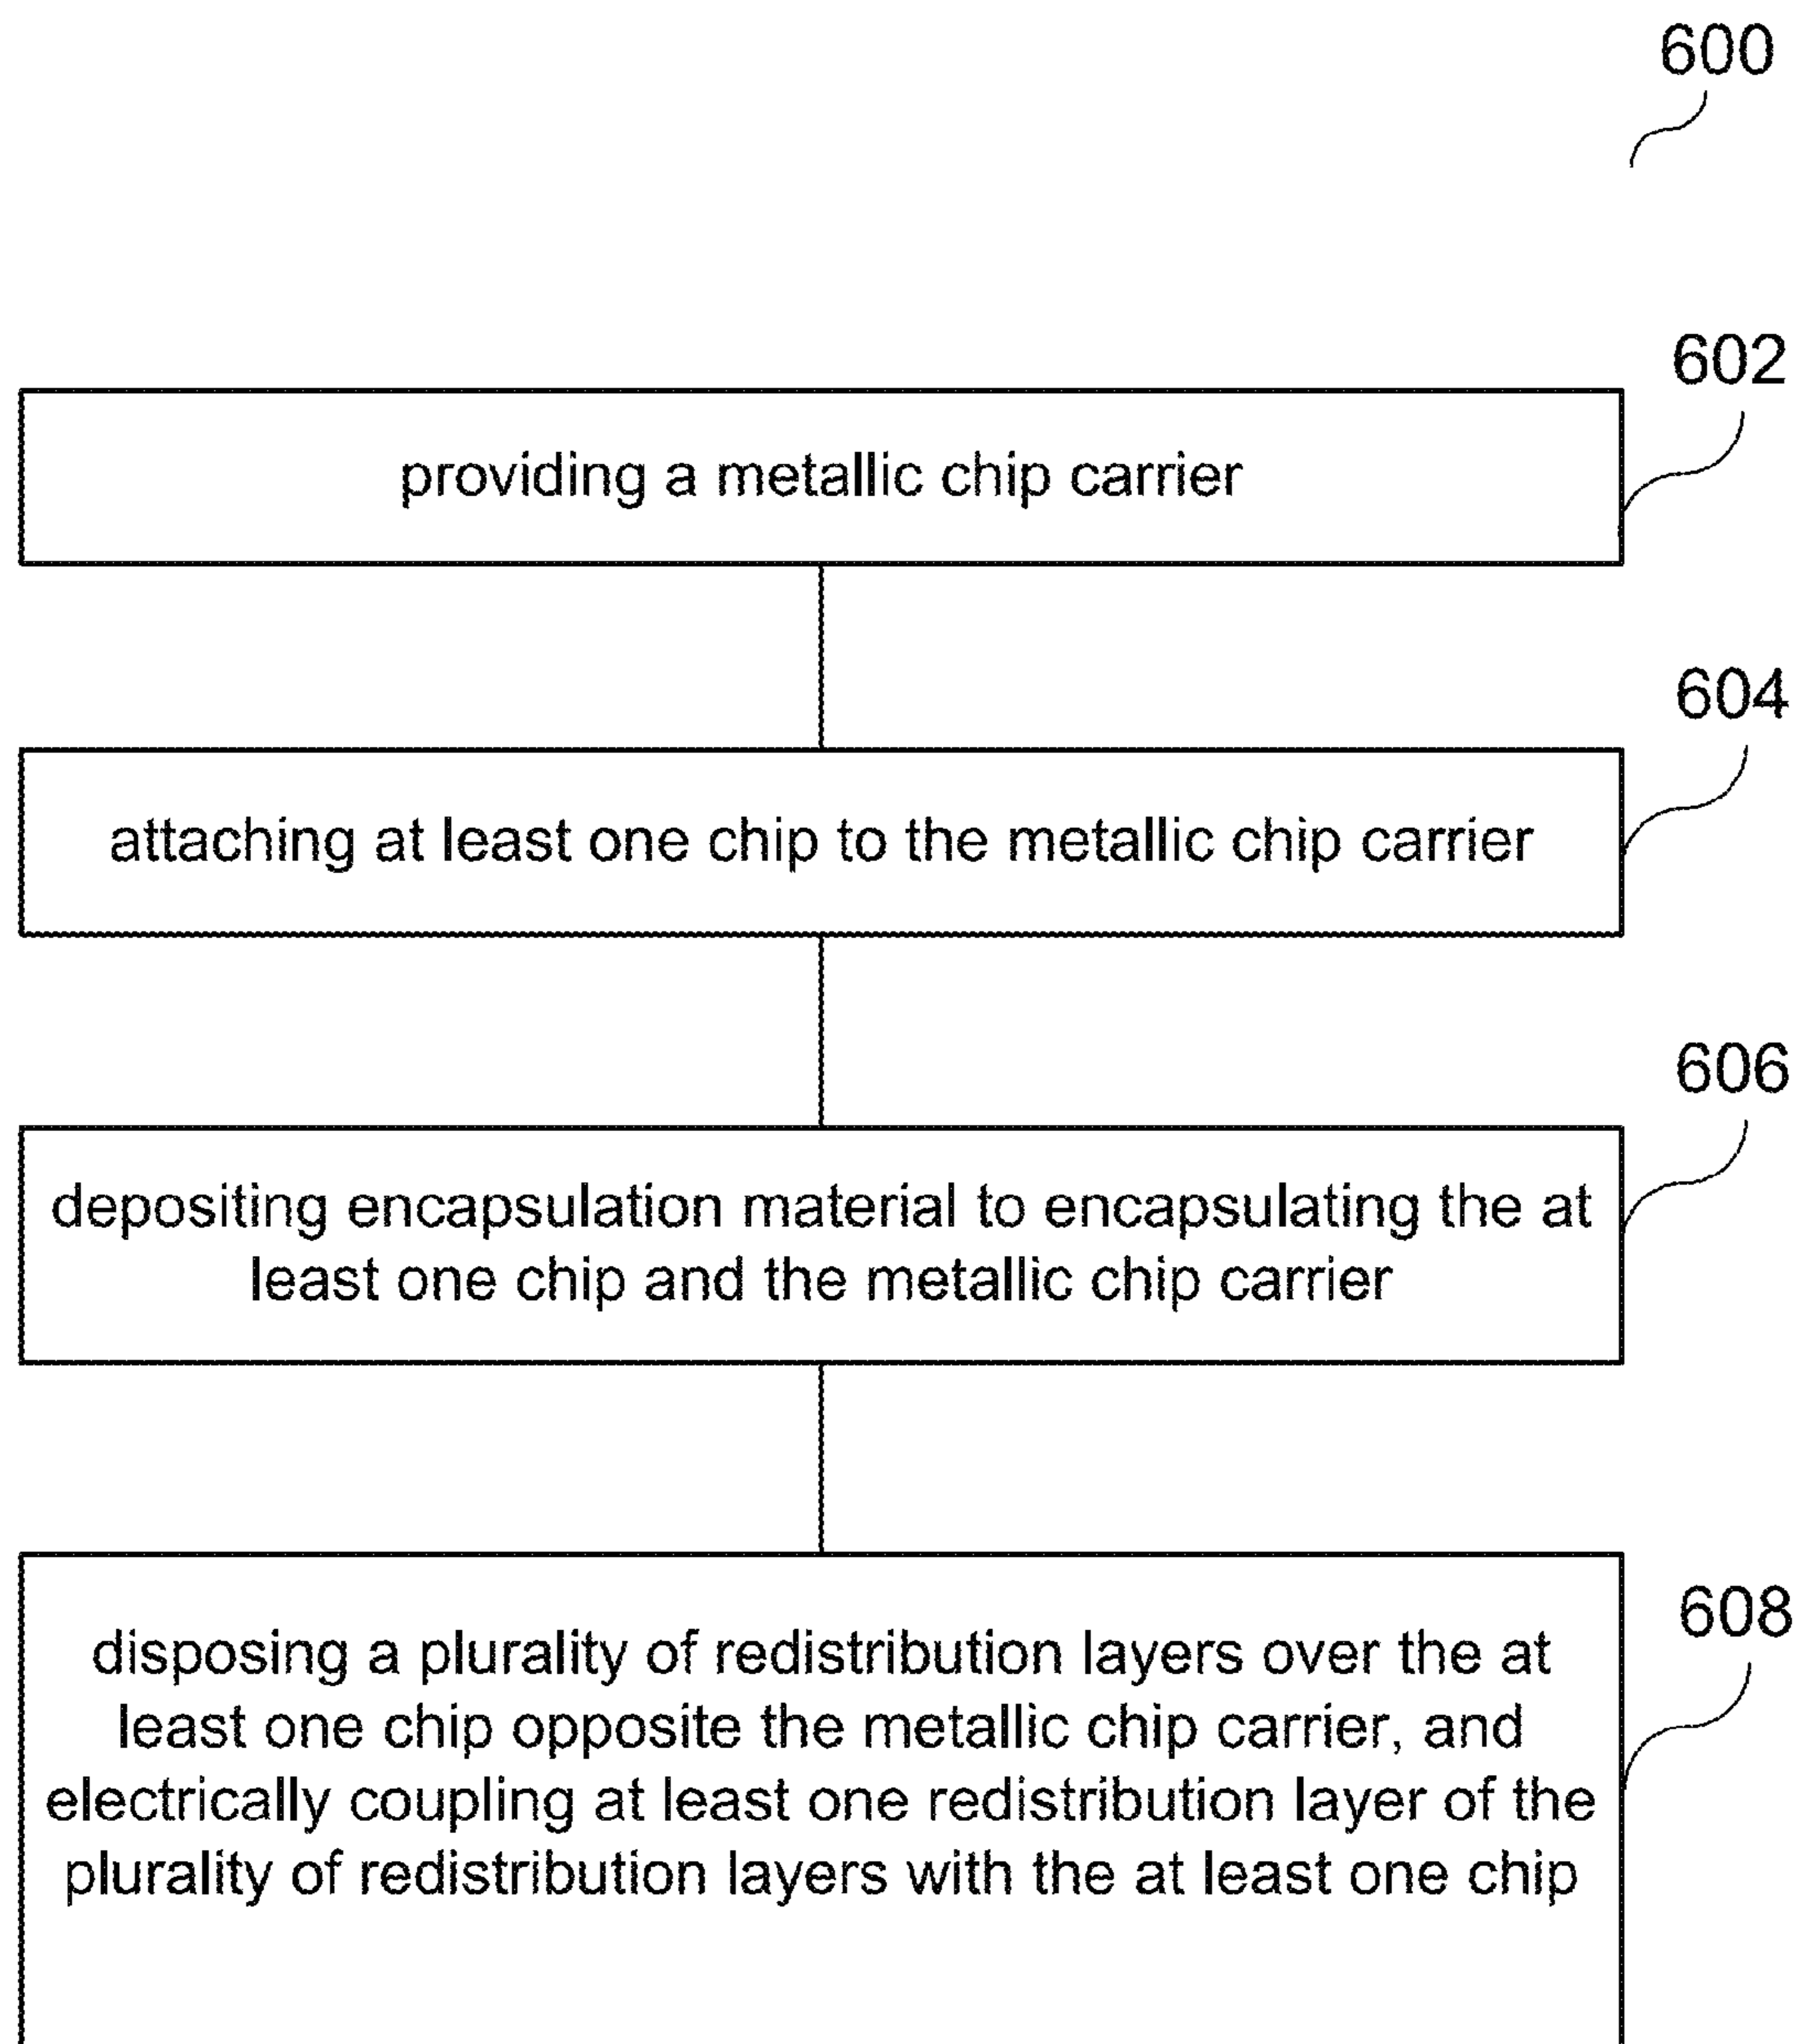 600
602
providing a metallic chip carrier
604
attaching at least one chip to the metallic chip carrier
606
depositing encapsulation material to encapsulating the at
least one chip and the metallic chip carrier
608
disposing a plurality of redistribution layers over the at
least one chip opposite the metallic chip carrier, and
electrically coupling at least one redistribution layer of the
plurality of redistribution layers with the at least one chip